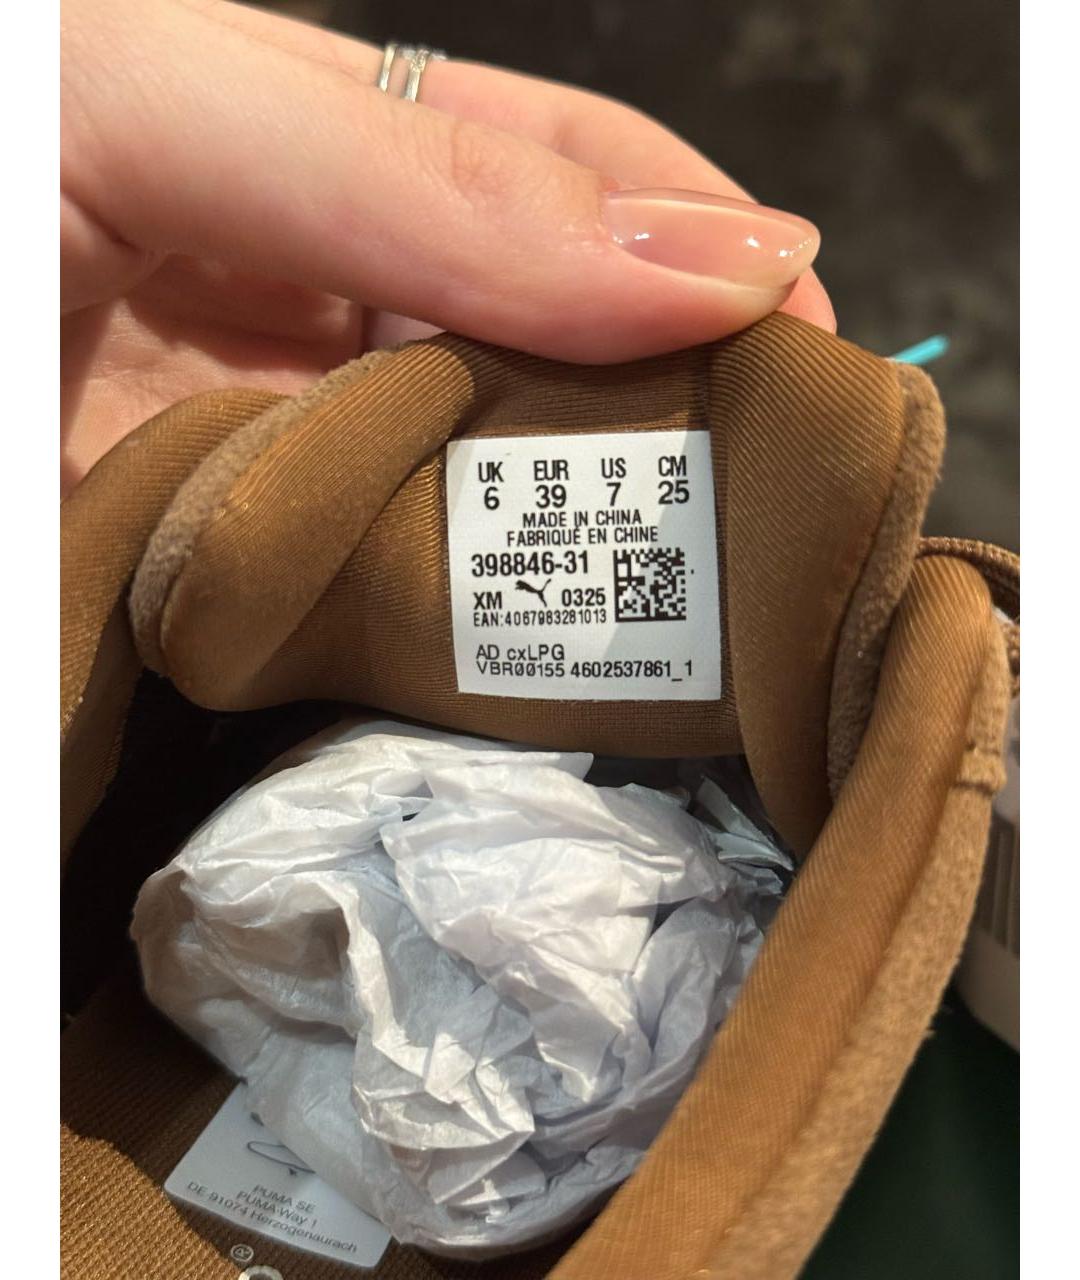 UK EUR US CM
6 39 7 25
MADE IN CHINA
FABRIQUÉ EN CHINE
398846-31
XM 0325
EAN:4067983281013
AD cxLPG
VBR00155 4602537861_1
PUMA SE
PUMA-Way 1
DE 91074 Herzogenaurach
®